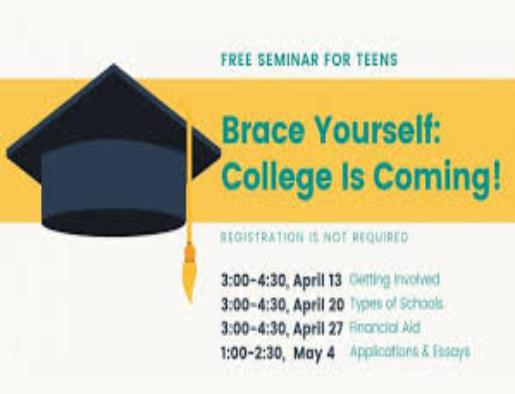 FREE SEMINAR FOR TEENS
Brace Yourself:
College Is Coming!
REGISTRATION IS NOT REQUIRED
3:00-4:30, April 13 Getting Involved
3:00-4:30, April 20 Types of Schools
3:00-4:30, April 27 Financial Aid
1:00-2:30, May 4 Applications & Essays